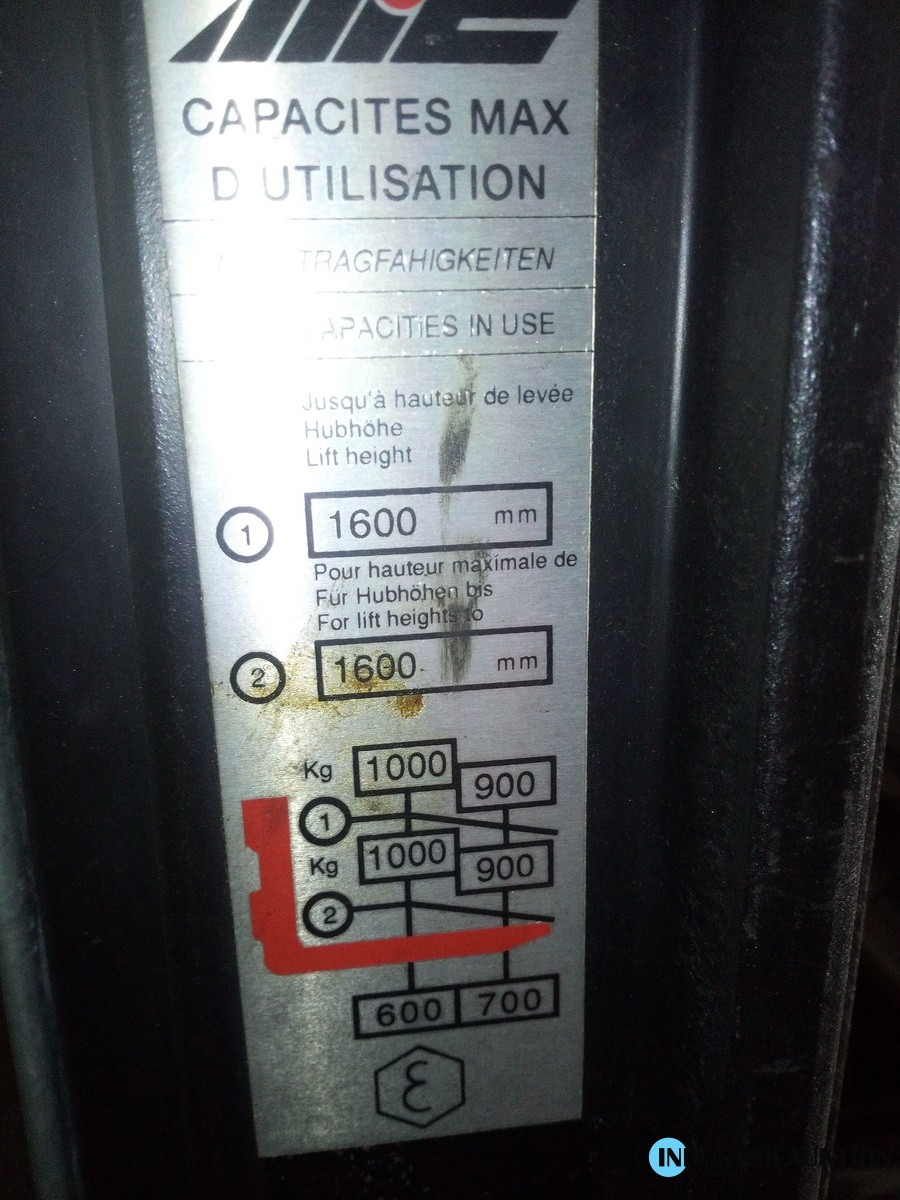 MIC
CAPACITES MAX
D UTILISATION
TRAGFAHIGKEITEN
APACITIES IN USE
Jusqu'à hauteur de levée
Hubhöhe
Lift height
1 1600 mm
Pour hauteur maximale de
Für Hubhöhen bis
For lift heights to
2 1600 mm
Kg 1000 900
1
Kg 1000 900
2
600 700
ε
IN